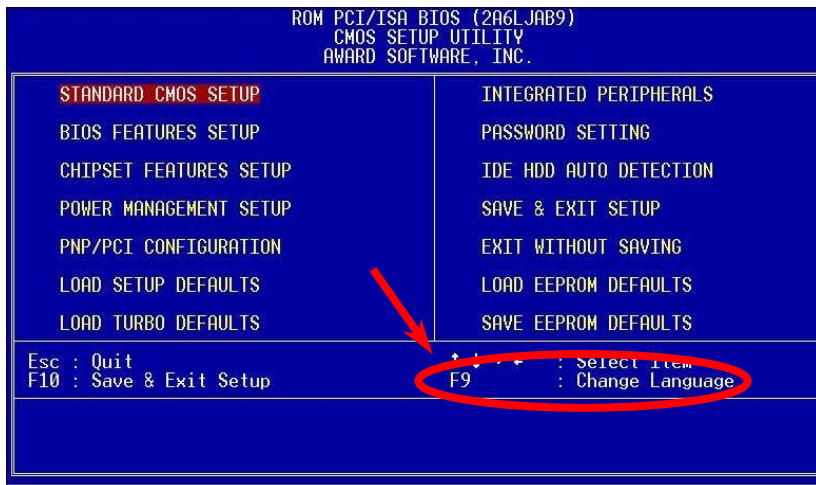 ROM PCI/ISA BIOS (2A6LJAB9)
CMOS SETUP UTILITY
AWARD SOFTWARE, INC.
STANDARD CMOS SETUP
BIOS FEATURES SETUP
CHIPSET FEATURES SETUP
POWER MANAGEMENT SETUP
PNP/PCI CONFIGURATION
LOAD SETUP DEFAULTS
LOAD TURBO DEFAULTS
INTEGRATED PERIPHERALS
PASSWORD SETTING
IDE HDD AUTO DETECTION
SAVE & EXIT SETUP
EXIT WITHOUT SAVING
LOAD EEPROM DEFAULTS
SAVE EEPROM DEFAULTS
Esc : Quit
F10 : Save & Exit Setup
↑ ↓ → ← : Select Item
F9 : Change Language